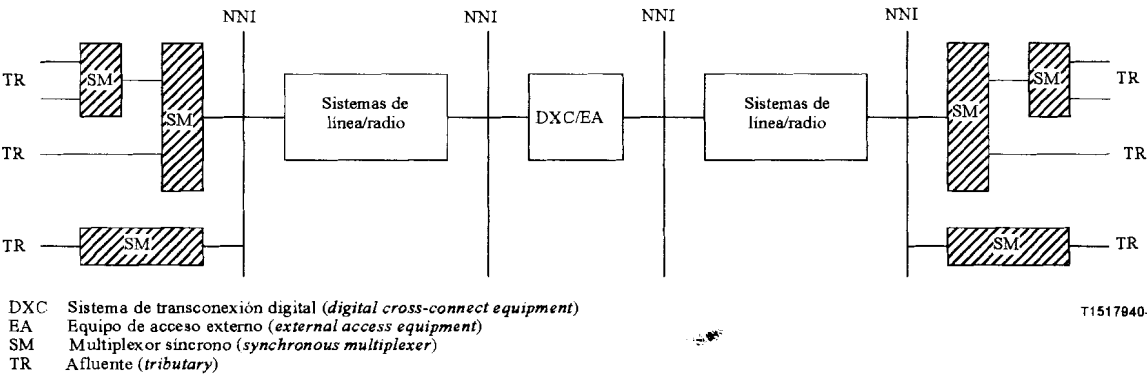 NNI NNI NNI NNI
TR SM SM
TR
TR SM
Sistemas de
línea/radio
DXC/EA
Sistemas de
línea/radio
SM SM TR
TR
SM TR
DXC Sistema de transconexión digital (digital cross-connect equipment)
EA Equipo de acceso externo (external access equipment)
SM Multiplexor síncrono (synchronous multiplexer)
TR Afluente (tributary)
T1517940-